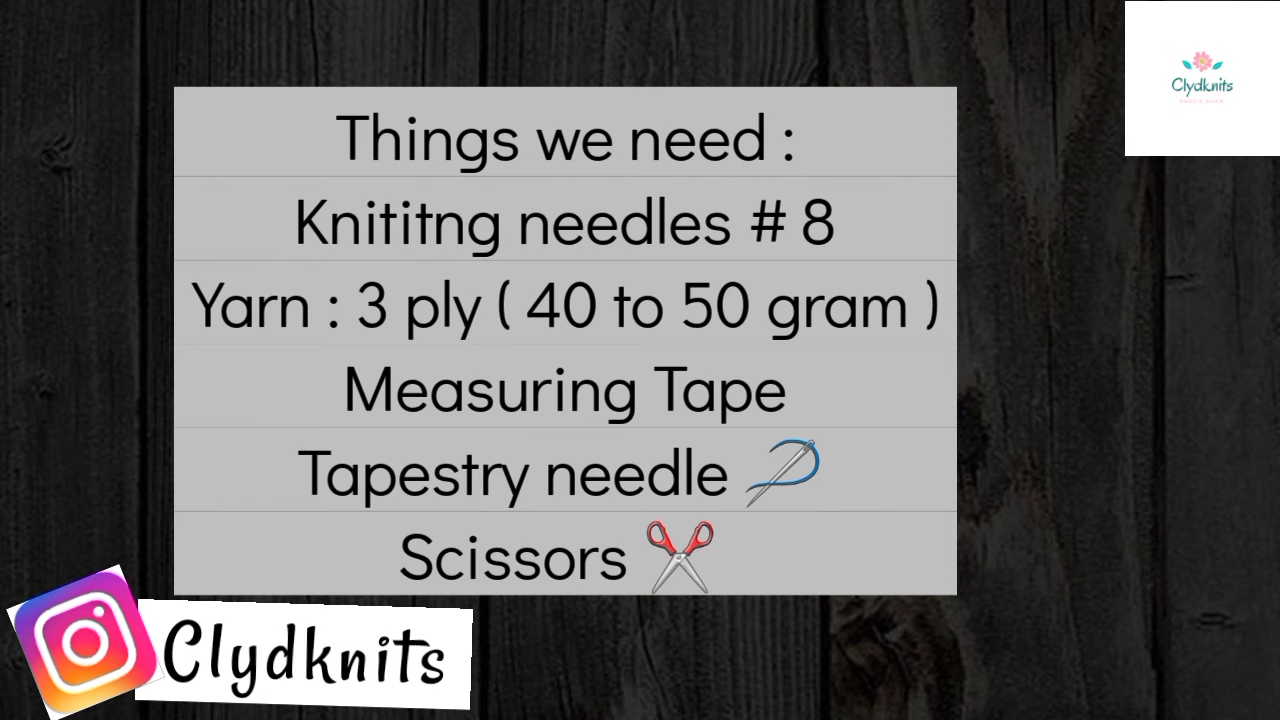 Clydknits
Things we need :
Knititng needles # 8
Yarn : 3 ply ( 40 to 50 gram )
Measuring Tape
Tapestry needle 🪡
Scissors ✂️
Clydknits